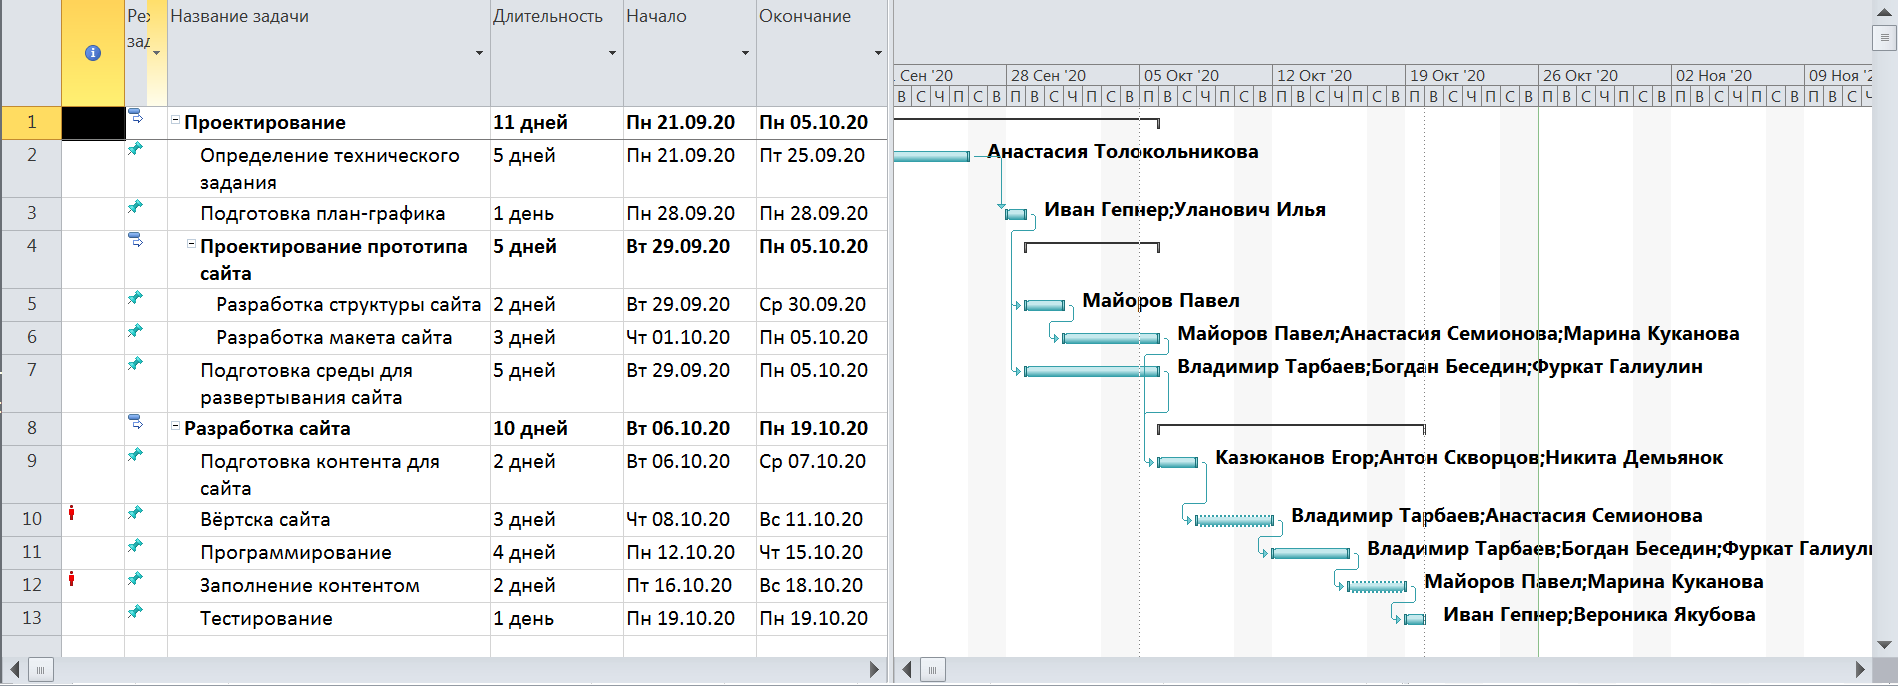 Реж
зад
Название задачи
Длительность
Начало
Окончание
Сен '20
28 Сен '20
05 Окт '20
12 Окт '20
19 Окт '20
26 Окт '20
02 Ноя '20
09 Ноя '2
В С Ч П С В П В С Ч П С В П В С Ч П С В П В С Ч П С В П В С Ч П С В П В С Ч П С В П В С Ч П С В П В С Ч
1 Проектирование 11 дней Пн 21.09.20 Пн 05.10.20
2 Определение технического задания 5 дней Пн 21.09.20 Пт 25.09.20 Анастасия Толокольникова
3 Подготовка план-графика 1 день Пн 28.09.20 Пн 28.09.20 Иван Гепнер;Уланович Илья
4 Проектирование прототипа сайта 5 дней Вт 29.09.20 Пн 05.10.20
5 Разработка структуры сайта 2 дней Вт 29.09.20 Ср 30.09.20 Майоров Павел
6 Разработка макета сайта 3 дней Чт 01.10.20 Пн 05.10.20 Майоров Павел;Анастасия Семионова;Марина Куканова
7 Подготовка среды для развертывания сайта 5 дней Вт 29.09.20 Пн 05.10.20 Владимир Тарбаев;Богдан Беседин;Фуркат Галиулин
8 Разработка сайта 10 дней Вт 06.10.20 Пн 19.10.20
9 Подготовка контента для сайта 2 дней Вт 06.10.20 Ср 07.10.20 Казюканов Егор;Антон Скворцов;Никита Демьянок
10 Вёртска сайта 3 дней Чт 08.10.20 Вс 11.10.20 Владимир Тарбаев;Анастасия Семионова
11 Программирование 4 дней Пн 12.10.20 Чт 15.10.20 Владимир Тарбаев;Богдан Беседин;Фуркат Галиули
12 Заполнение контентом 2 дней Пт 16.10.20 Вс 18.10.20 Майоров Павел;Марина Куканова
13 Тестирование 1 день Пн 19.10.20 Пн 19.10.20 Иван Гепнер;Вероника Якубова